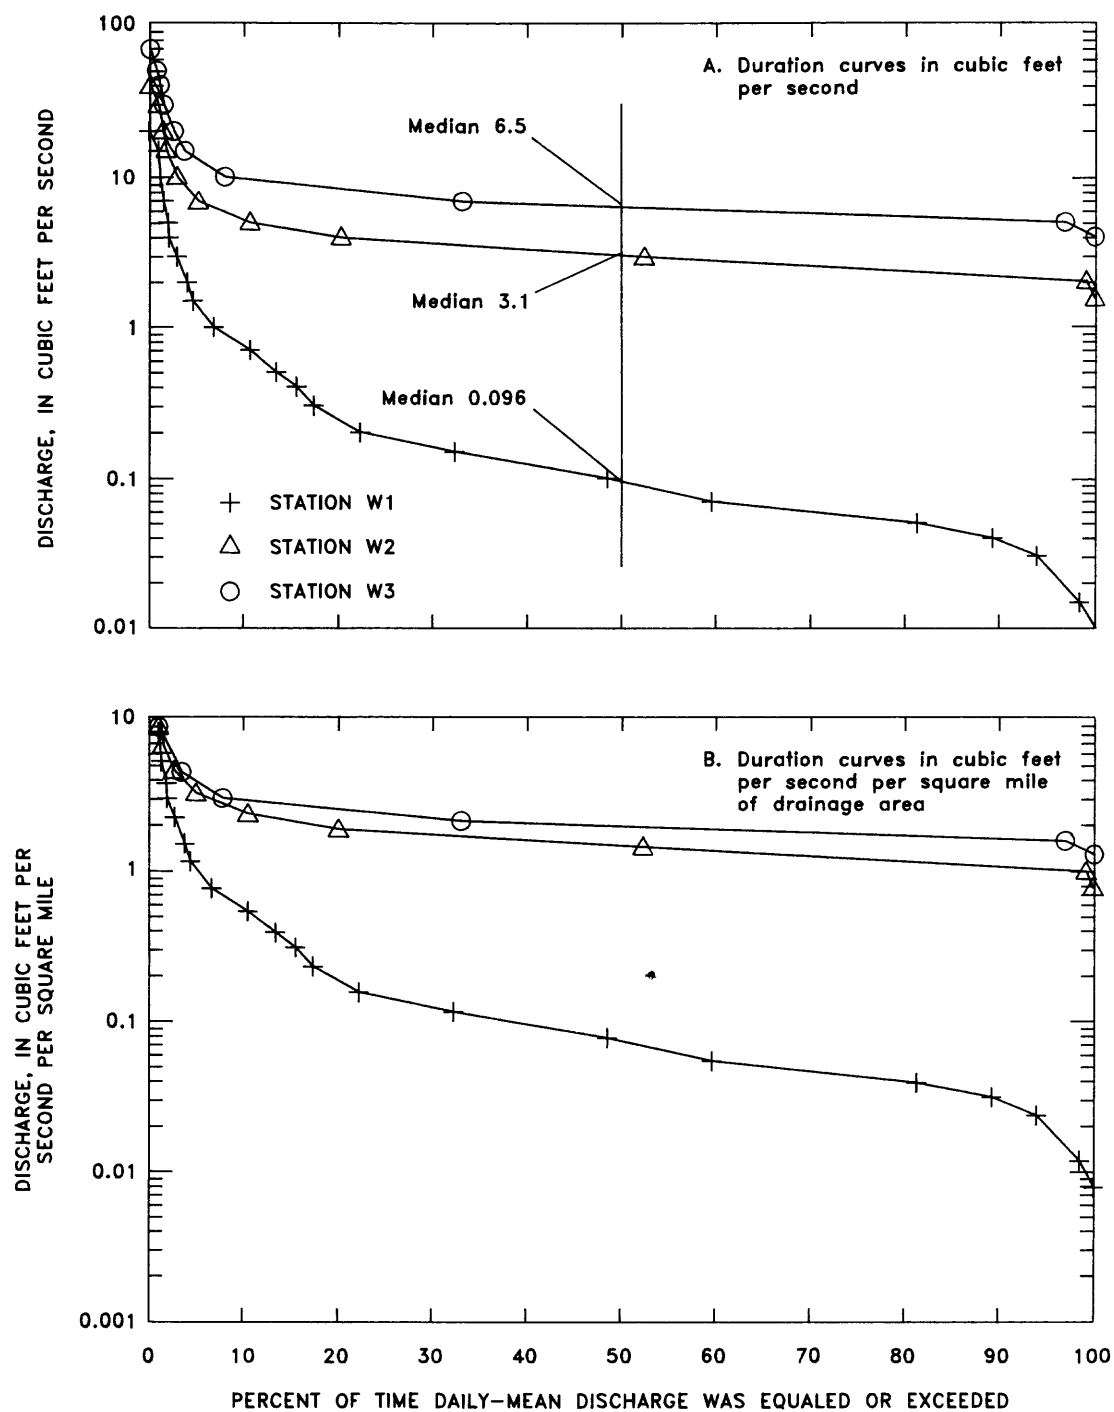 100
10
1
0.1
0.01
DISCHARGE, IN CUBIC FEET PER SECOND
A. Duration curves in cubic feet
per second
Median 6.5
Median 3.1
Median 0.096
STATION W1
STATION W2
STATION W3
10
1
0.1
0.01
0.001
DISCHARGE, IN CUBIC FEET PER
SECOND PER SQUARE MILE
B. Duration curves in cubic feet
per second per square mile
of drainage area
0 10 20 30 40 50 60 70 80 90 100
PERCENT OF TIME DAILY-MEAN DISCHARGE WAS EQUALED OR EXCEEDED